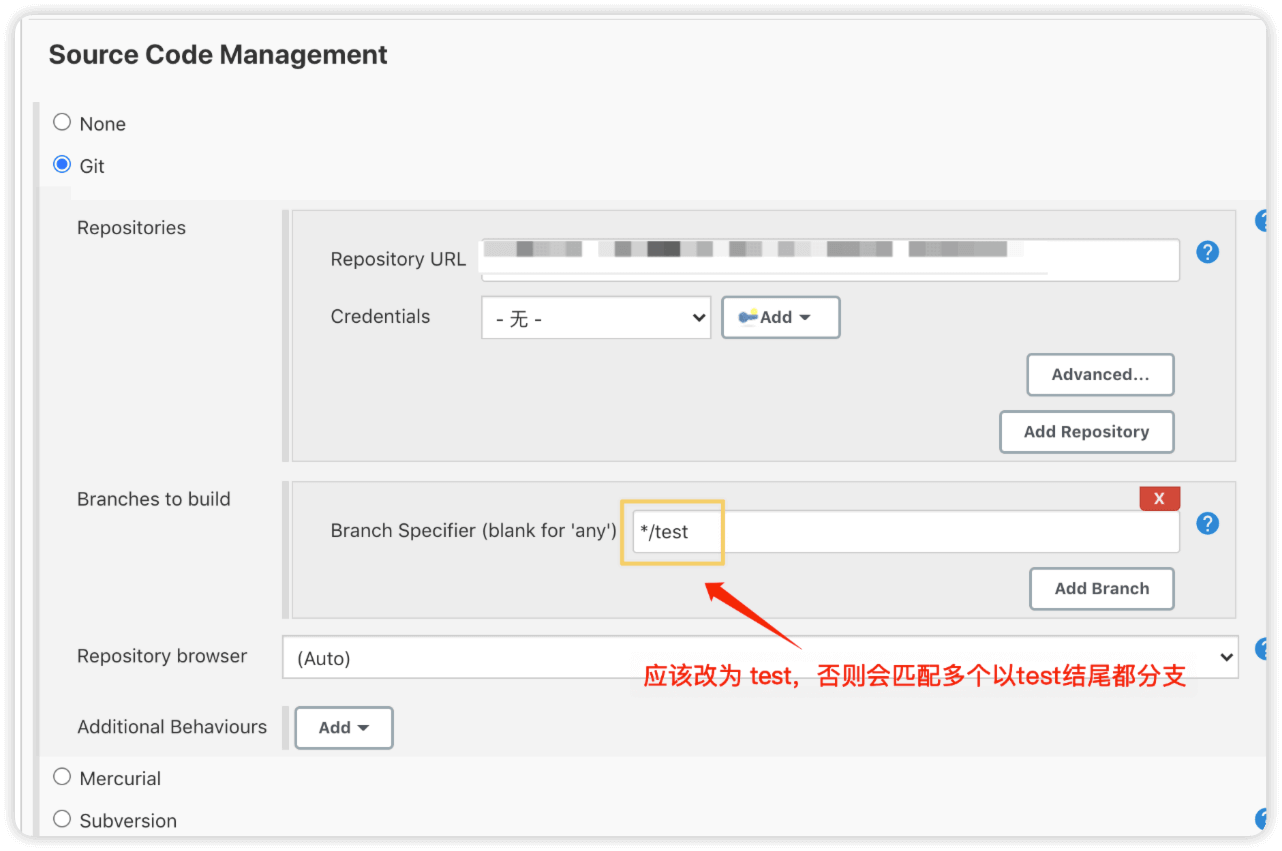 Source Code Management
None
Git
Repositories
Repository URL
?
Credentials
- 无 -
Add
Advanced...
Add Repository
Branches to build
X
Branch Specifier (blank for 'any')
*/test
?
Add Branch
Repository browser
(Auto)
应该改为 test，否则会匹配多个以test结尾都分支
Additional Behaviours
Add
Mercurial
Subversion